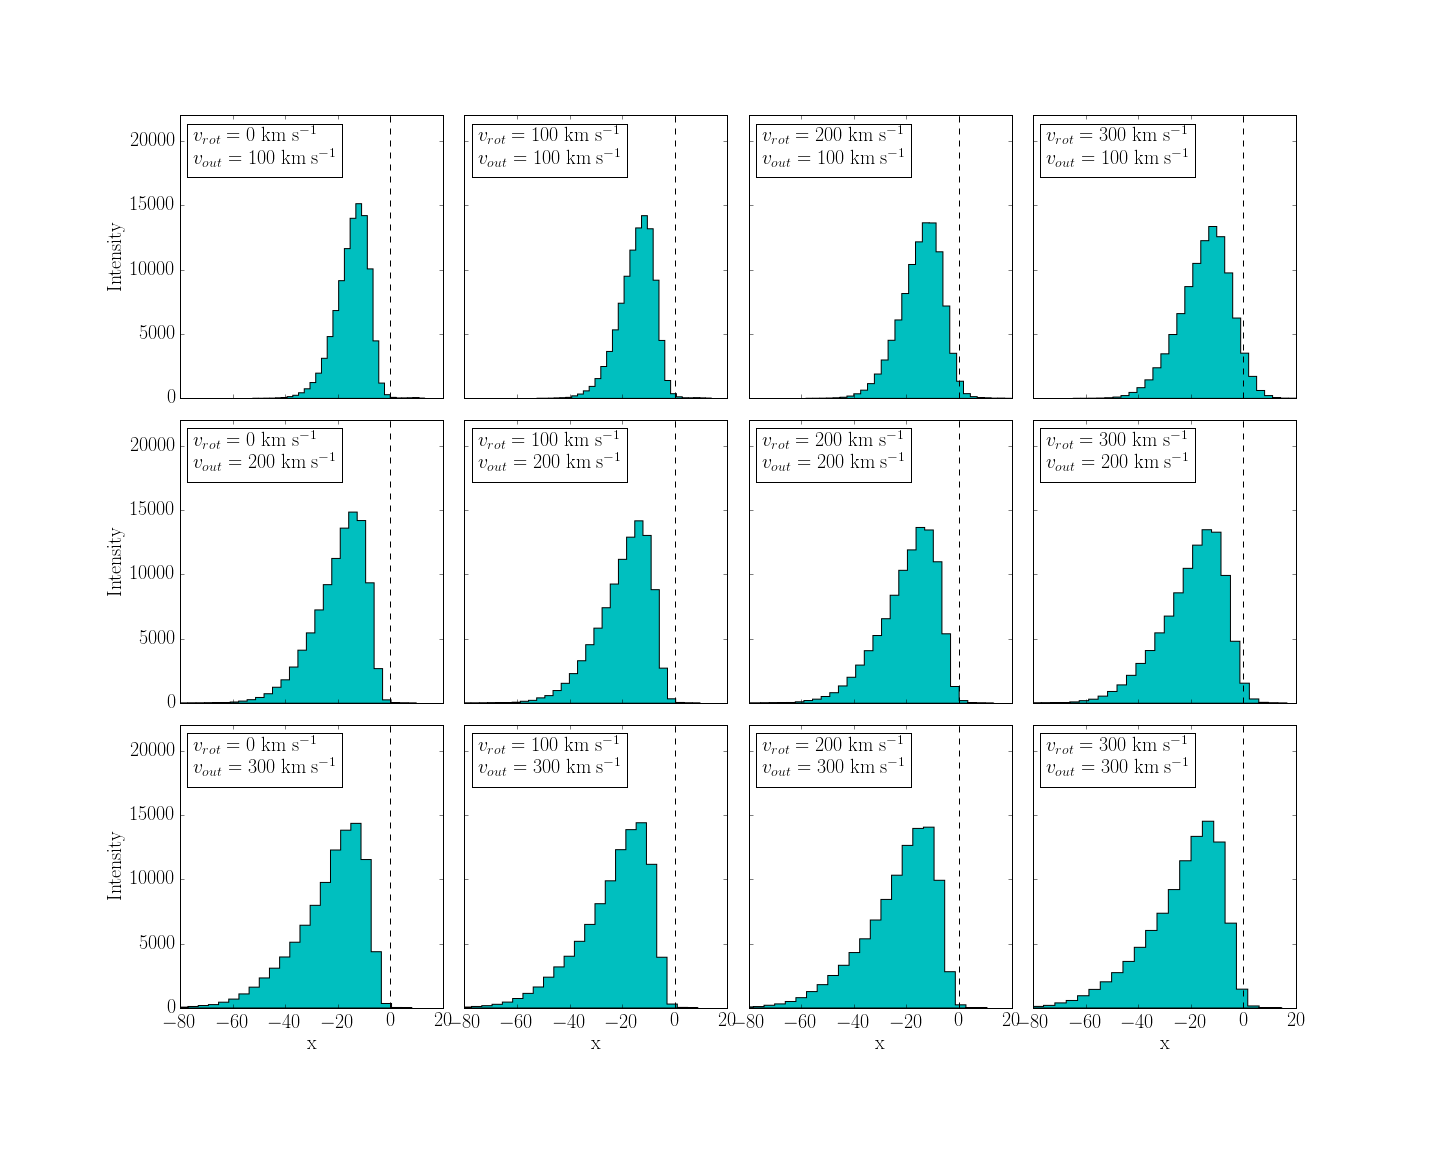 v_rot = 0 km s⁻¹
v_out = 100 km s⁻¹
v_rot = 100 km s⁻¹
v_out = 100 km s⁻¹
v_rot = 200 km s⁻¹
v_out = 100 km s⁻¹
v_rot = 300 km s⁻¹
v_out = 100 km s⁻¹
20000
15000
10000
5000
0
Intensity
v_rot = 0 km s⁻¹
v_out = 200 km s⁻¹
v_rot = 100 km s⁻¹
v_out = 200 km s⁻¹
v_rot = 200 km s⁻¹
v_out = 200 km s⁻¹
v_rot = 300 km s⁻¹
v_out = 200 km s⁻¹
20000
15000
10000
5000
0
Intensity
v_rot = 0 km s⁻¹
v_out = 300 km s⁻¹
v_rot = 100 km s⁻¹
v_out = 300 km s⁻¹
v_rot = 200 km s⁻¹
v_out = 300 km s⁻¹
v_rot = 300 km s⁻¹
v_out = 300 km s⁻¹
20000
15000
10000
5000
0
Intensity
−80 −60 −40 −20 0 20
−80 −60 −40 −20 0 20
−80 −60 −40 −20 0 20
−80 −60 −40 −20 0 20
x
x
x
x